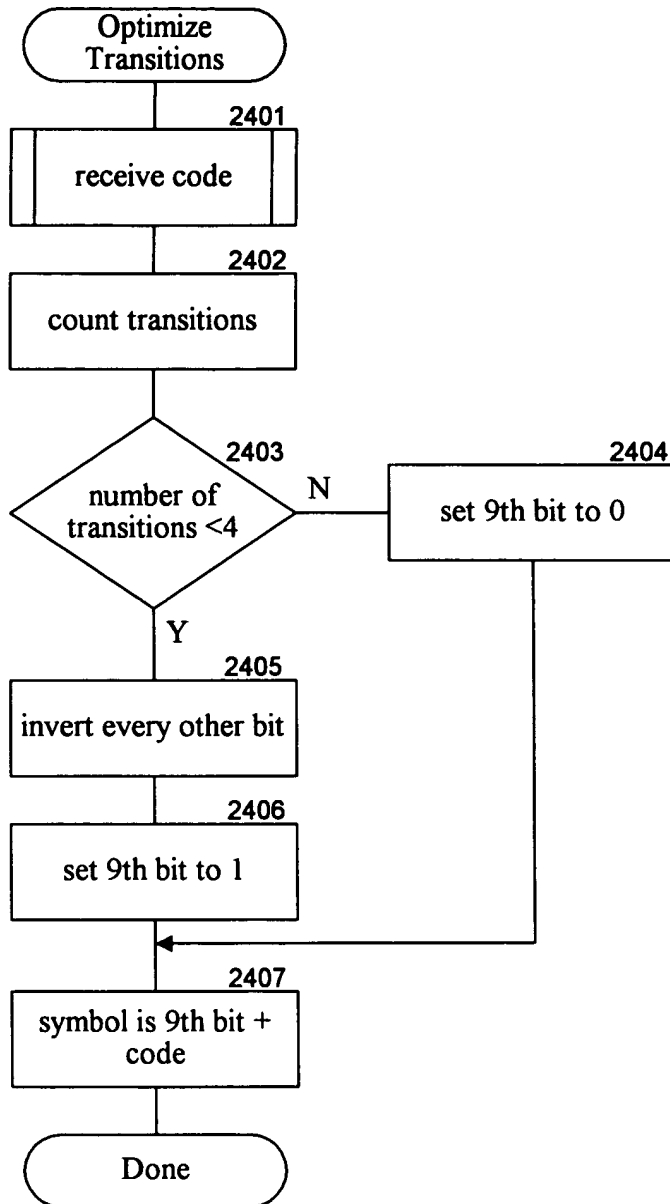 Optimize
Transitions
2401
receive code
2402
count transitions
2403
number of
transitions <4
N
2404
set 9th bit to 0
Y
2405
invert every other bit
2406
set 9th bit to 1
2407
symbol is 9th bit +
code
Done